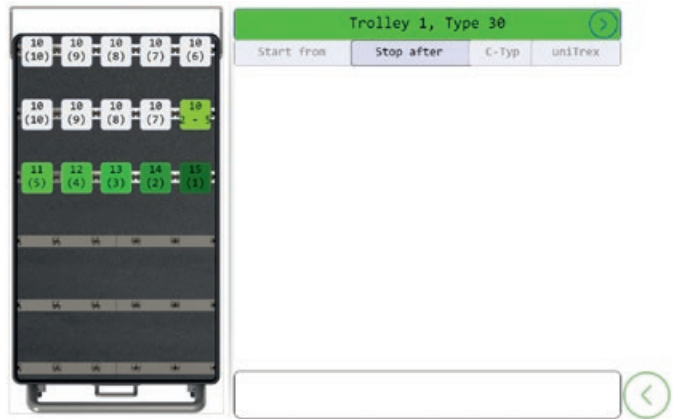 Trolley 1, Type 30
Start from Stop after C-Typ uniTrex
10 10 10 10 10
(10) (9) (8) (7) (6)
10 10 10 10 10
(10) (9) (8) (7) 2 - 5
11 12 13 14 15
(5) (4) (3) (2) (1)